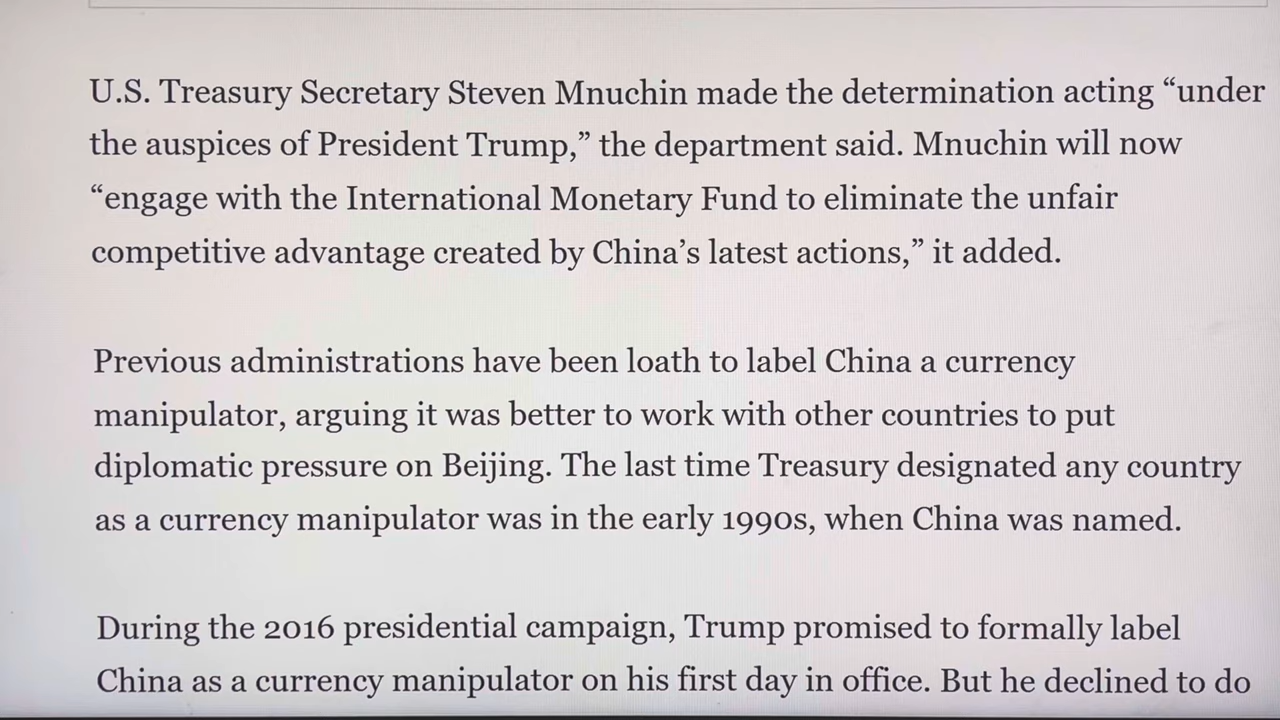 U.S. Treasury Secretary Steven Mnuchin made the determination acting “under
the auspices of President Trump,” the department said. Mnuchin will now
“engage with the International Monetary Fund to eliminate the unfair
competitive advantage created by China’s latest actions,” it added.
Previous administrations have been loath to label China a currency
manipulator, arguing it was better to work with other countries to put
diplomatic pressure on Beijing. The last time Treasury designated any country
as a currency manipulator was in the early 1990s, when China was named.
During the 2016 presidential campaign, Trump promised to formally label
China as a currency manipulator on his first day in office. But he declined to do